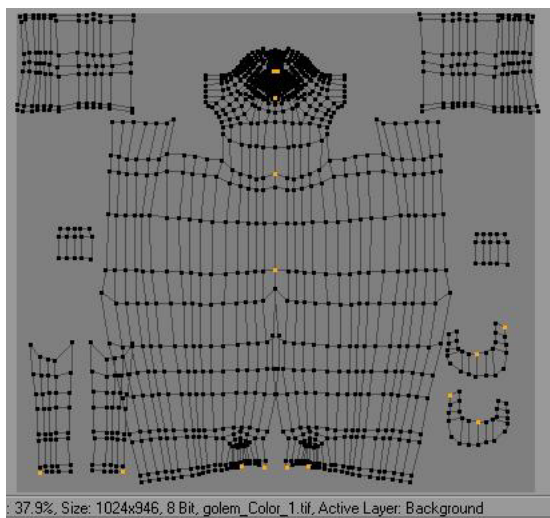 : 37.9%, Size: 1024x946, 8 Bit, golem_Color_1.tif, Active Layer: Background